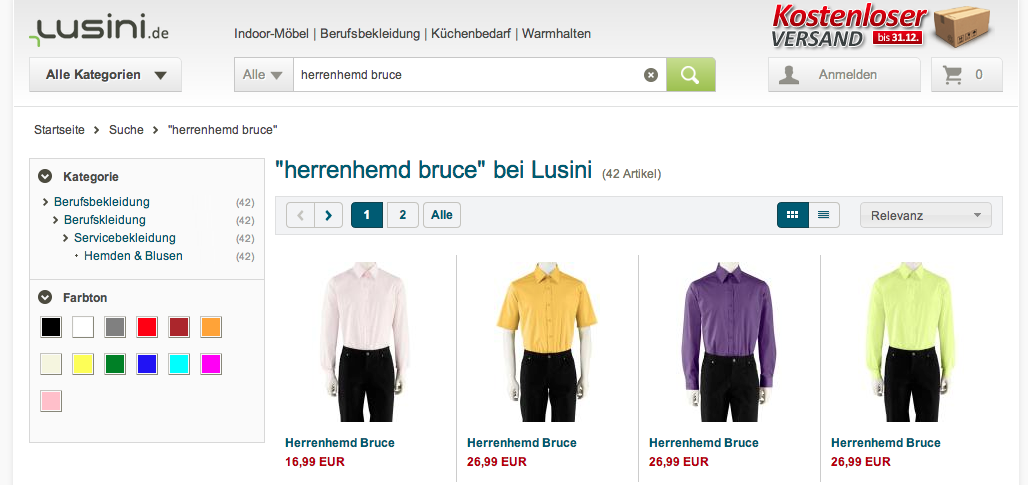 Lusini.de
Indoor-Möbel | Berufsbekleidung | Küchenbedarf | Warmhalten
Kostenloser
VERSAND bis 31.12.
Alle Kategorien
Alle
herrenhemd bruce
Anmelden
0
Startseite > Suche > "herrenhemd bruce"
Kategorie
Berufsbekleidung (42)
Berufskleidung (42)
Servicebekleidung (42)
Hemden & Blusen (42)
Farbton
"herrenhemd bruce" bei Lusini (42 Artikel)
1 2 Alle
Relevanz
Herrenhemd Bruce
16,99 EUR
Herrenhemd Bruce
26,99 EUR
Herrenhemd Bruce
26,99 EUR
Herrenhemd Bruce
26,99 EUR